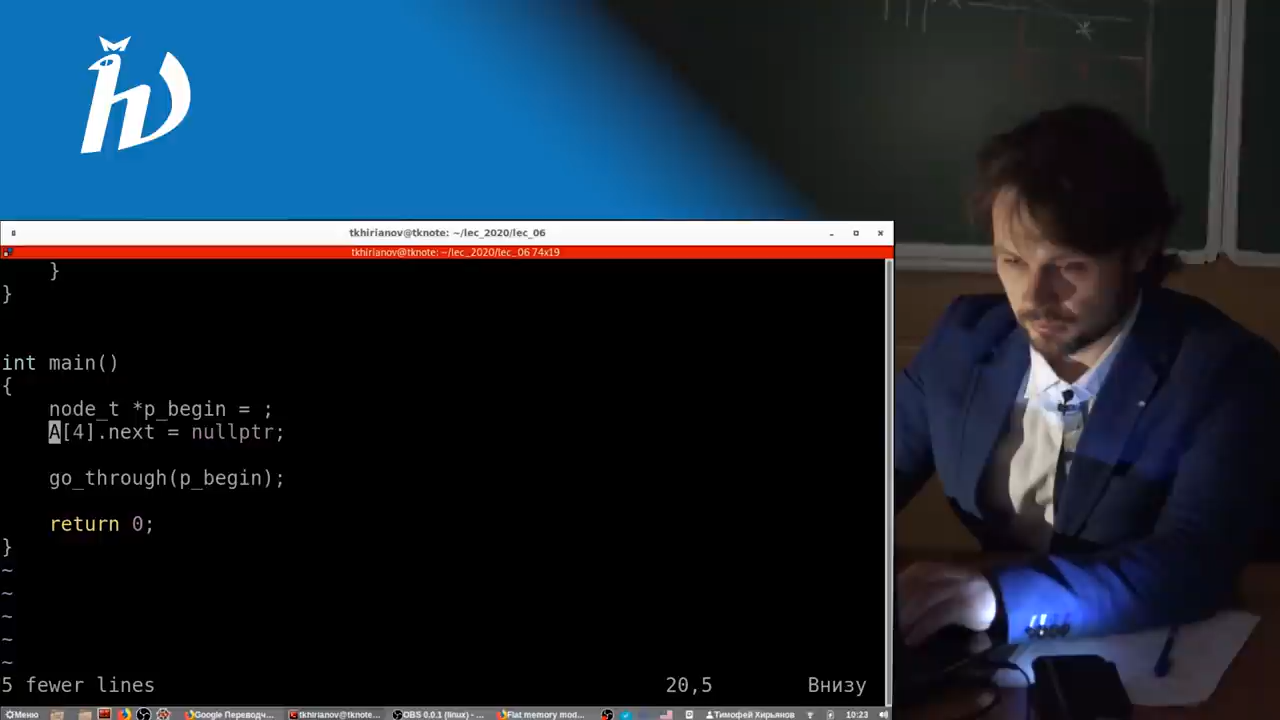 tkhirianov@tknote: ~/lec_2020/lec_06
tkhirianov@tknote: ~/lec_2020/lec_06 74x19
    }
}
int main()
{
    node_t *p_begin = ;
    A[4].next = nullptr;
    go_through(p_begin);
    return 0;
}
~
~
~
~
~
5 fewer lines 20,5 Внизу
Меню Google Переводч... tkhirianov@tknote... OBS 0.0.1 (linux) - ... Flat memory mod... Тимофей Хирьянов 10:23